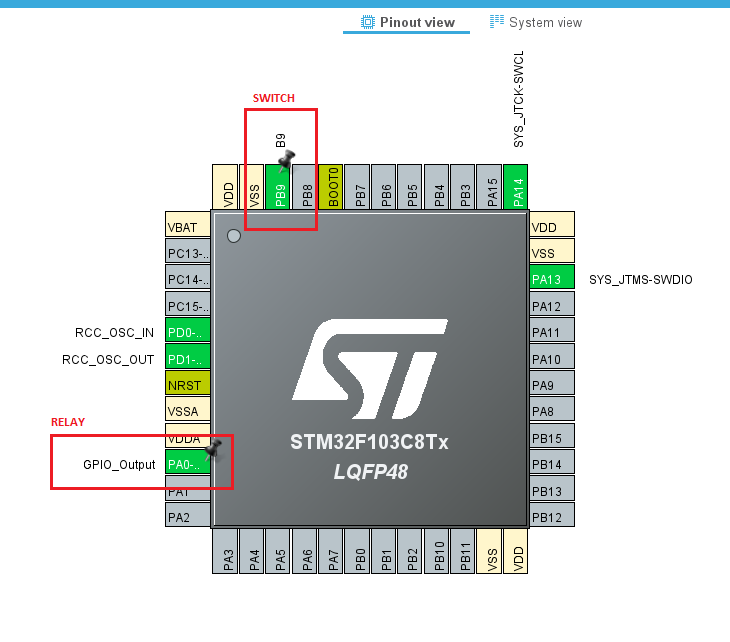 Pinout view
System view
SWITCH
B9
SYS_JTCK-SWCL
VDD
VSS
PB9
PB8
BOOT0
PB7
PB6
PB5
PB4
PB3
PA15
PA14
VBAT
PC13-..
PC14-..
PC15-..
RCC_OSC_IN
PD0-..
RCC_OSC_OUT
PD1-..
NRST
VSSA
RELAY
VDDA
GPIO_Output
PA0-..
PA1
PA2
VDD
VSS
PA13
SYS_JTMS-SWDIO
PA12
PA11
PA10
PA9
PA8
PB15
PB14
PB13
PB12
ST
STM32F103C8Tx
LQFP48
PA3
PA4
PA5
PA6
PA7
PB0
PB1
PB2
PB10
PB11
VSS
VDD